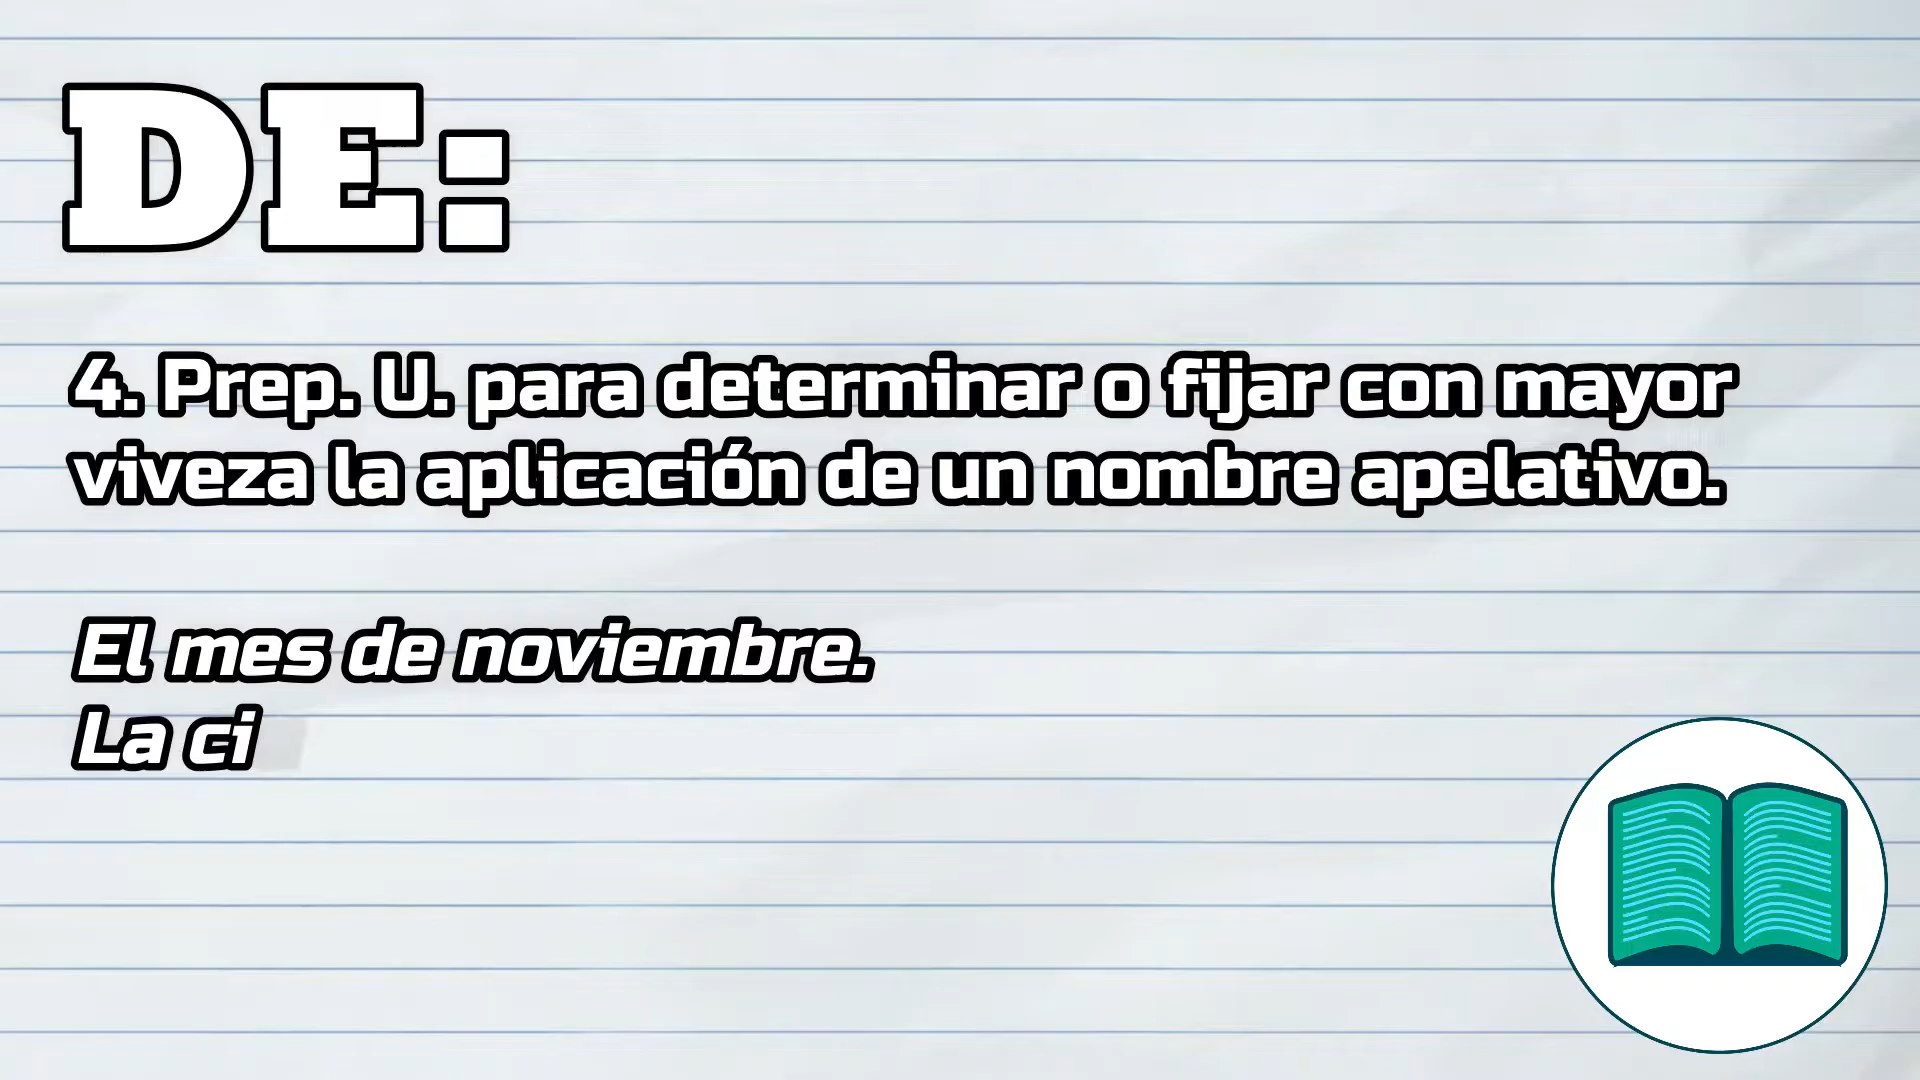 DE:
4. Prep. U. para determinar o fijar con mayor
viveza la aplicación de un nombre apelativo.
El mes de noviembre.
La ci